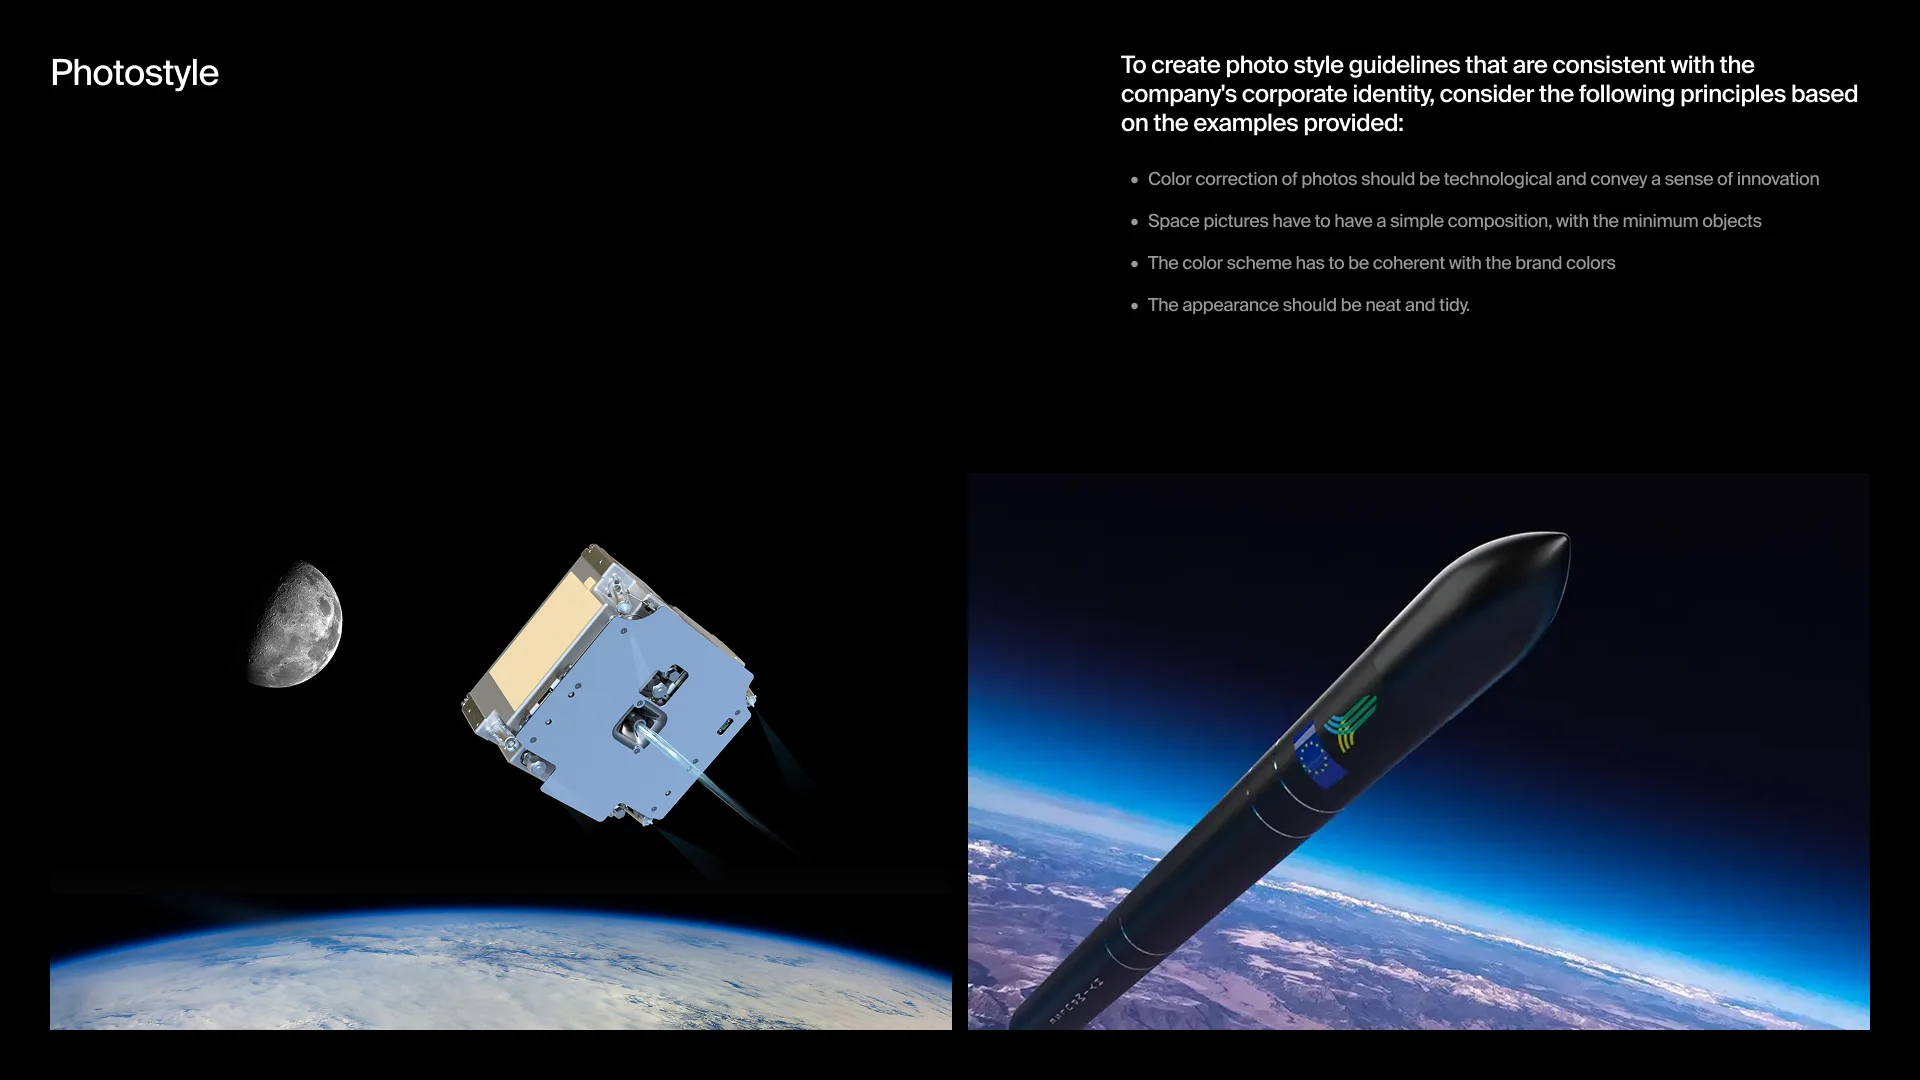 Photostyle
To create photo style guidelines that are consistent with the
company's corporate identity, consider the following principles based
on the examples provided:
• Color correction of photos should be technological and convey a sense of innovation
• Space pictures have to have a simple composition, with the minimum objects
• The color scheme has to be coherent with the brand colors
• The appearance should be neat and tidy.